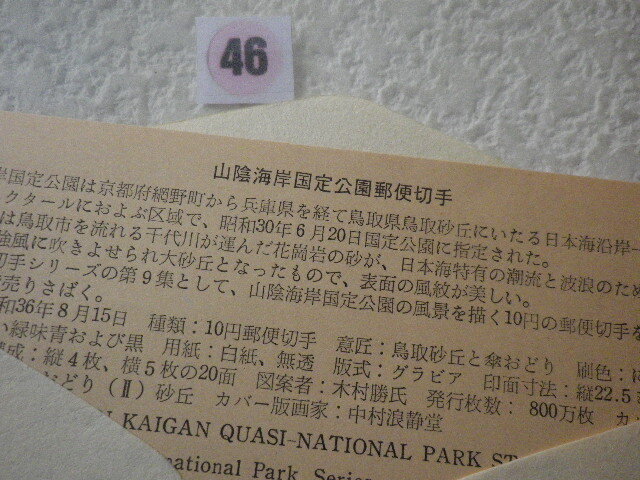 46
山陰海岸国定公園郵便切手
岸国定公園は京都府網野町から兵庫県を経て鳥取県鳥取砂丘にいたる日本海沿岸一
クタールにおよぶ区域で、昭和30年6月20日国定公園に指定された。
は鳥取市を流れる千代川が運んだ花崗岩の砂が、日本海特有の潮流と波浪のため
強風に吹きよせられ大砂丘となったもので、表面の風紋が美しい。
切手シリーズの第9集として、山陰海岸国定公園の風景を描く10円の郵便切手を
売りさばく。
和36年8月15日 種類：10円郵便切手 意匠：鳥取砂丘と傘おどり 刷色：に
い緑味青および黒 用紙：白紙、無透 版式：グラビア 印面寸法：縦22.5
構成：縦4枚、横5枚の20面 図案者：木村勝氏 発行枚数：800万枚 カ
おどり（Ⅱ）砂丘 カバー版画家：中村浪静堂
KAIGAN QUASI-NATIONAL PARK ST
national Park Series